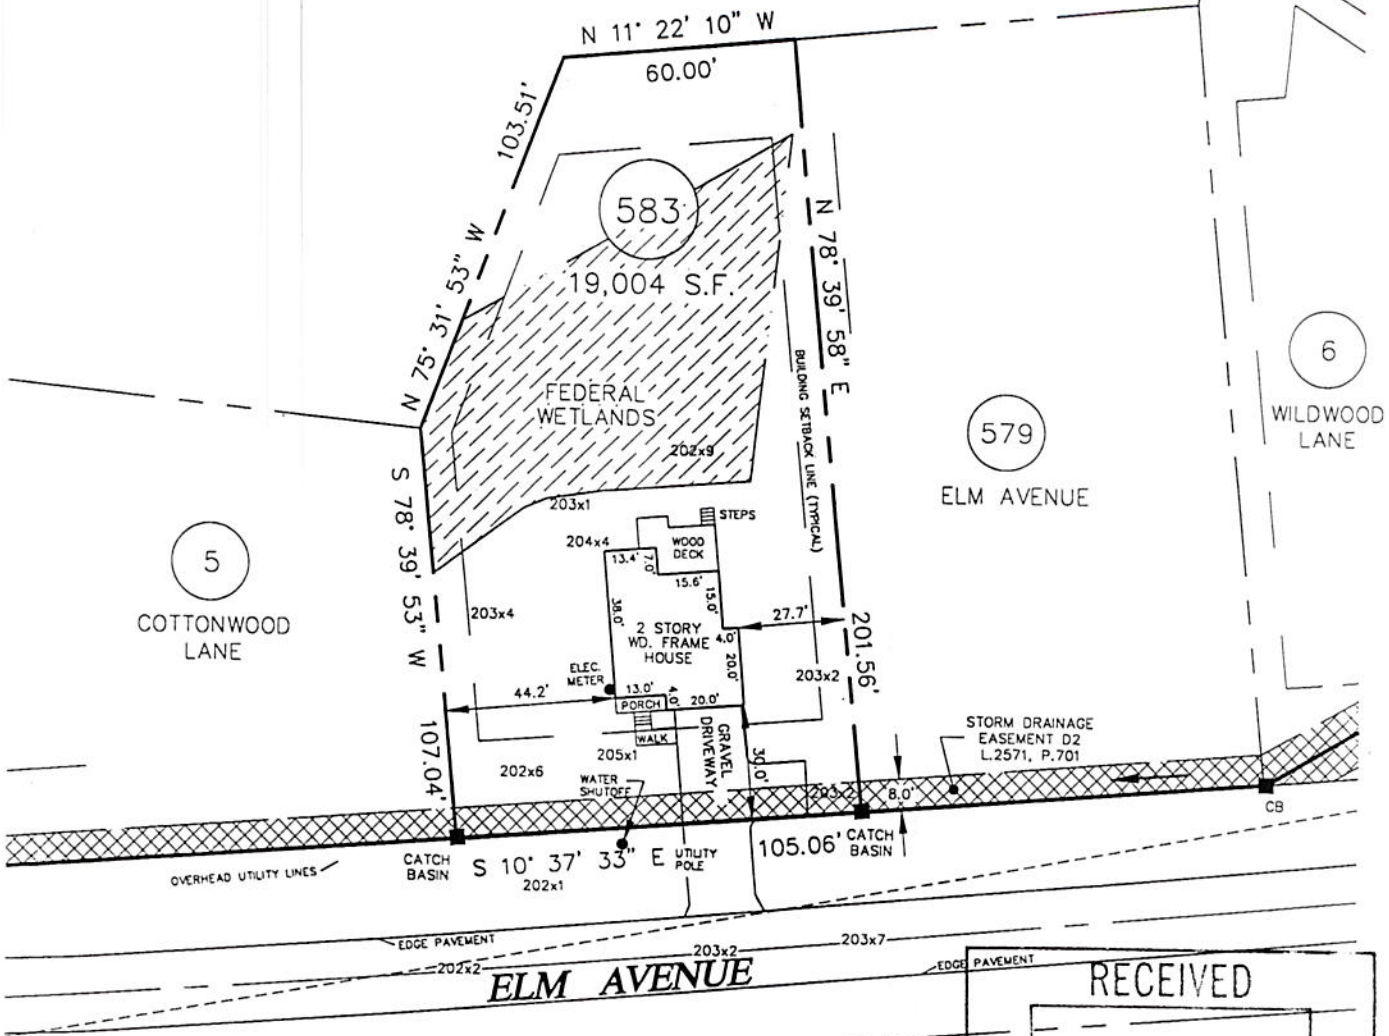 N 11° 22' 10" W
60.00'
103.51'
N 75° 31' 53" W
583
19,004 S.F.
N 78° 39' 58" E
201.56'
BUILDING SETBACK LINE (TYPICAL)
FEDERAL
WETLANDS
202x9
203x1
6
WILDWOOD
LANE
579
ELM AVENUE
5
COTTONWOOD
LANE
S 78° 39' 53" W
107.04'
STEPS
WOOD
DECK
204x4
13.4'
7.0'
15.6'
15.0'
38.0'
203x4
2 STORY
WD. FRAME
HOUSE
4.0'
20.0'
27.7'
203x2
ELEC.
METER
44.2'
13.0'
PORCH
4.0'
20.0'
WALK
GRAVEL
DRIVEWAY
30.0'
205x1
202x6
WATER
SHUTOFF
STORM DRAINAGE
EASEMENT D2
L.2571, P.701
203x2
8.0'
CB
CATCH
BASIN
S 10° 37' 33" E
UTILITY
POLE
105.06'
CATCH
BASIN
OVERHEAD UTILITY LINES
202x1
EDGE PAVEMENT
202x2
203x2
203x7
EDGE PAVEMENT
ELM AVENUE
RECEIVED